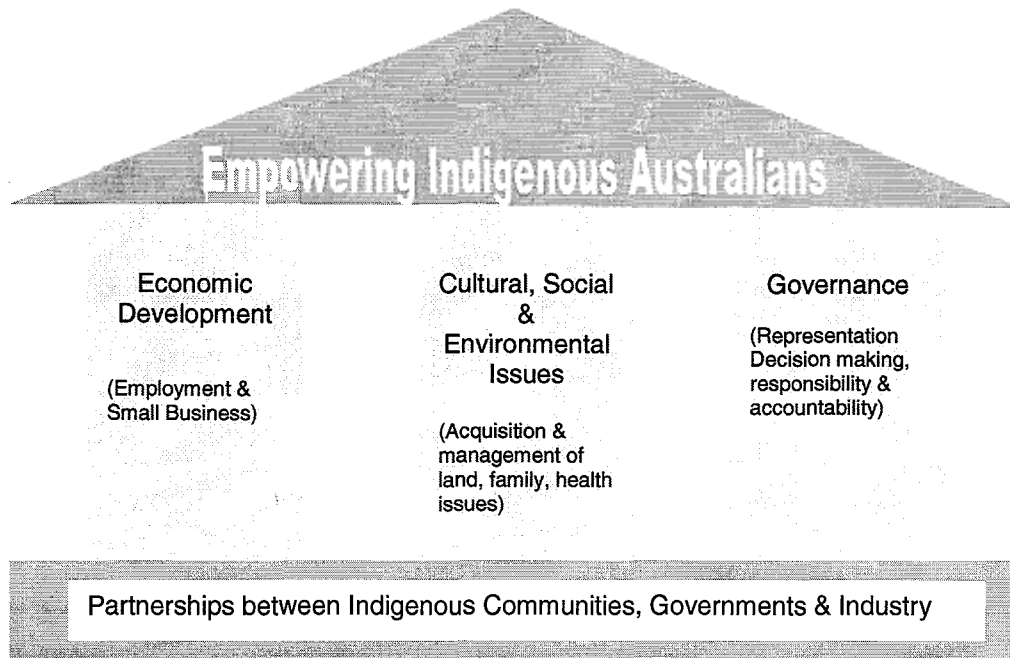 Empowering Indigenous Australians
Economic
Development
(Employment &
Small Business)
Cultural, Social
&
Environmental
Issues
(Acquisition &
management of
land, family, health
issues)
Governance
(Representation
Decision making,
responsibility &
accountability)
Partnerships between Indigenous Communities, Governments & Industry